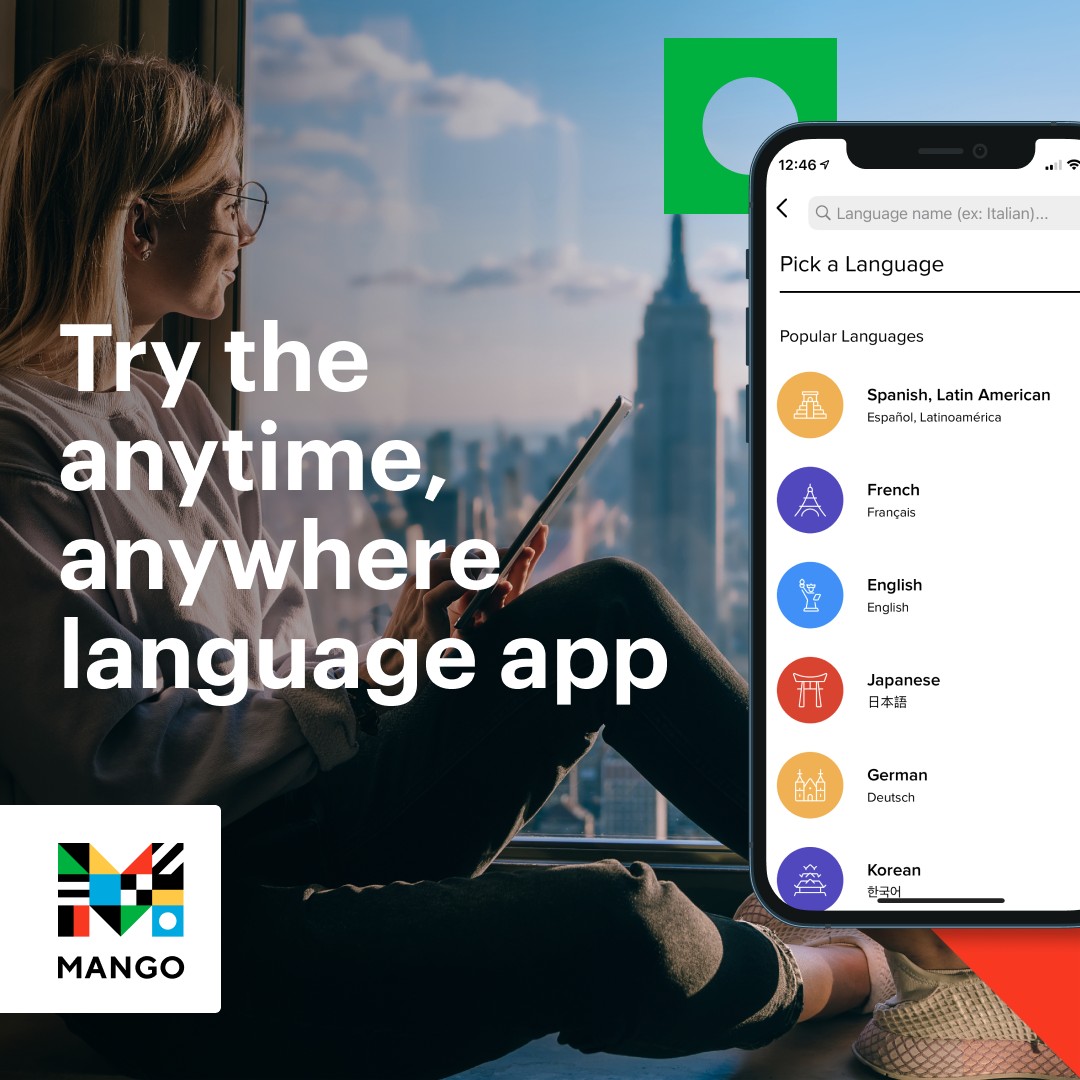 Try the
anytime,
anywhere
language app
MANGO
12:46
Language name (ex: Italian)...
Pick a Language
Popular Languages
Spanish, Latin American
Español, Latinoamérica
French
Français
English
English
Japanese
日本語
German
Deutsch
Korean
한국어